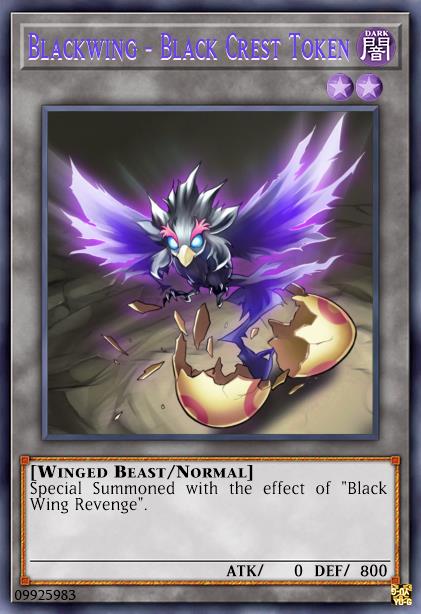 Blackwing - Black Crest Token
DARK
闇
[Winged Beast/Normal]
Special Summoned with the effect of "Black
Wing Revenge".
ATK/ 0 DEF/ 800
09925983